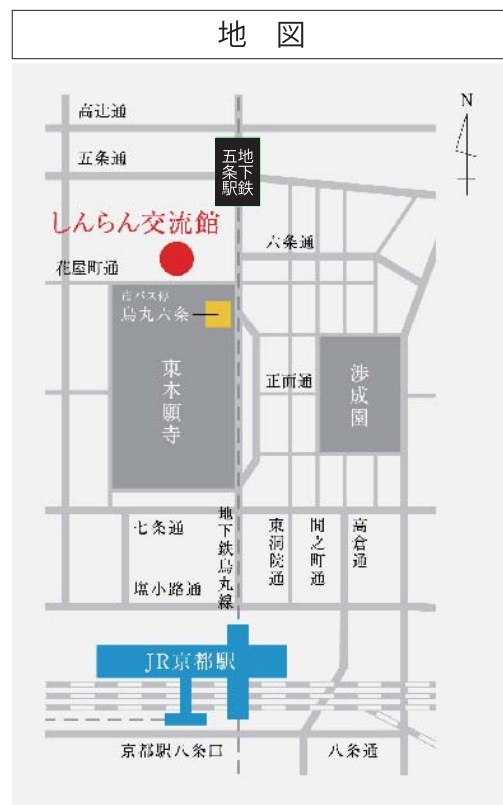 地 図
N
高辻通
五条通
地下鉄
五条駅
しんらん交流館
六条通
花屋町通
市バス停
烏丸六条
東本願寺
正面通
渉成園
七条通
地下鉄烏丸線
東洞院通
間之町通
高倉通
塩小路通
JR京都駅
京都駅八条口
八条通